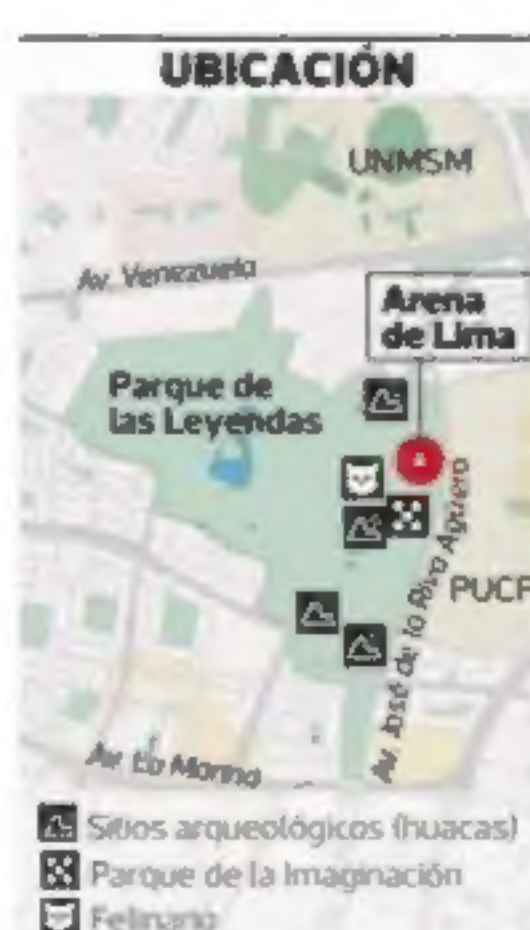 UBICACIÓN
UNMSM
Av. Venezuela
Arena
de Lima
Parque de
las Leyendas
PUCP
Av. José de la Riva Agüero
Av. La Marina
Sitios arqueológicos (huacas)
Parque de la Imaginación
Felinario